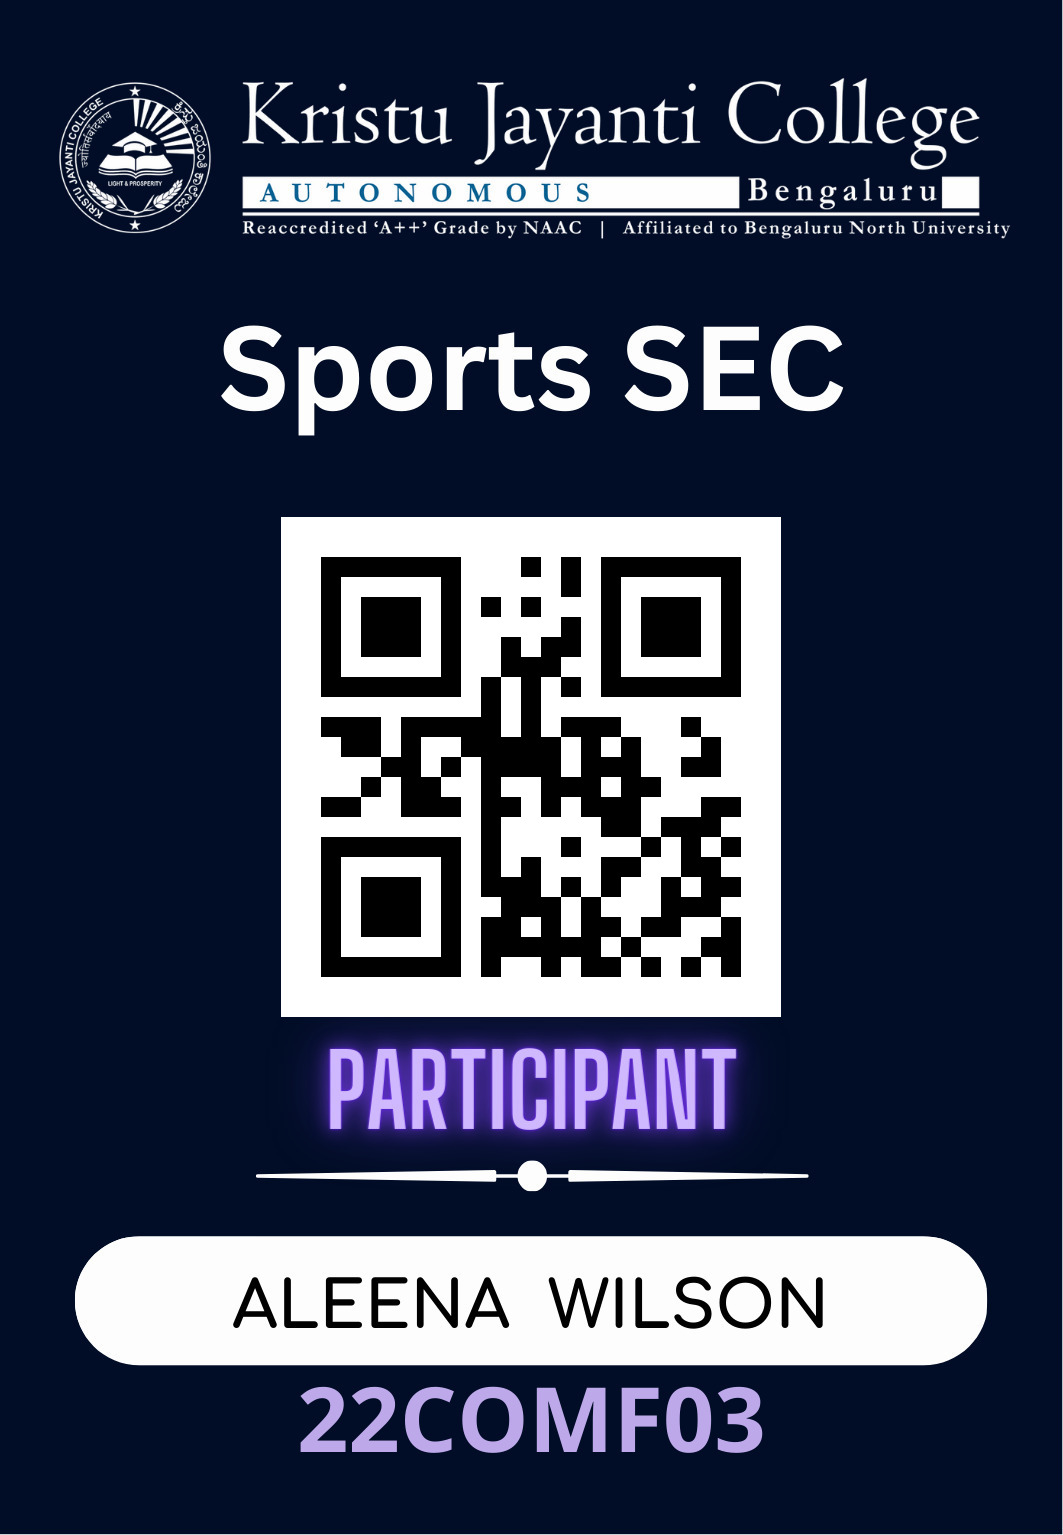 Kristu Jayanti College
AUTONOMOUS Bengaluru
Reaccredited ‘A++’ Grade by NAAC | Affiliated to Bengaluru North University
KRISTU JAYANTI COLLEGE
LIGHT & PROSPERITY
Sports SEC
PARTICIPANT
ALEENA WILSON
22COMF03